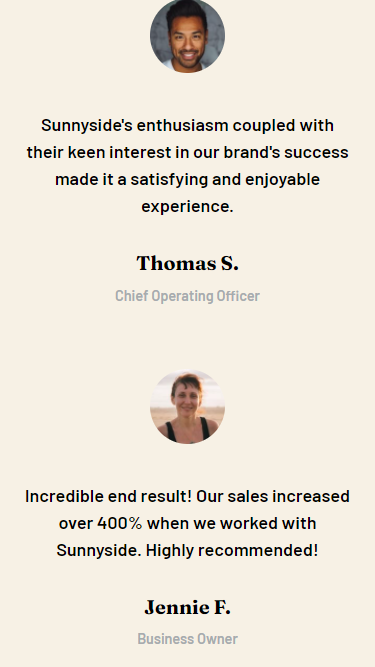 Sunnyside's enthusiasm coupled with
their keen interest in our brand's success
made it a satisfying and enjoyable
experience.
Thomas S.
Chief Operating Officer
Incredible end result! Our sales increased
over 400% when we worked with
Sunnyside. Highly recommended!
Jennie F.
Business Owner